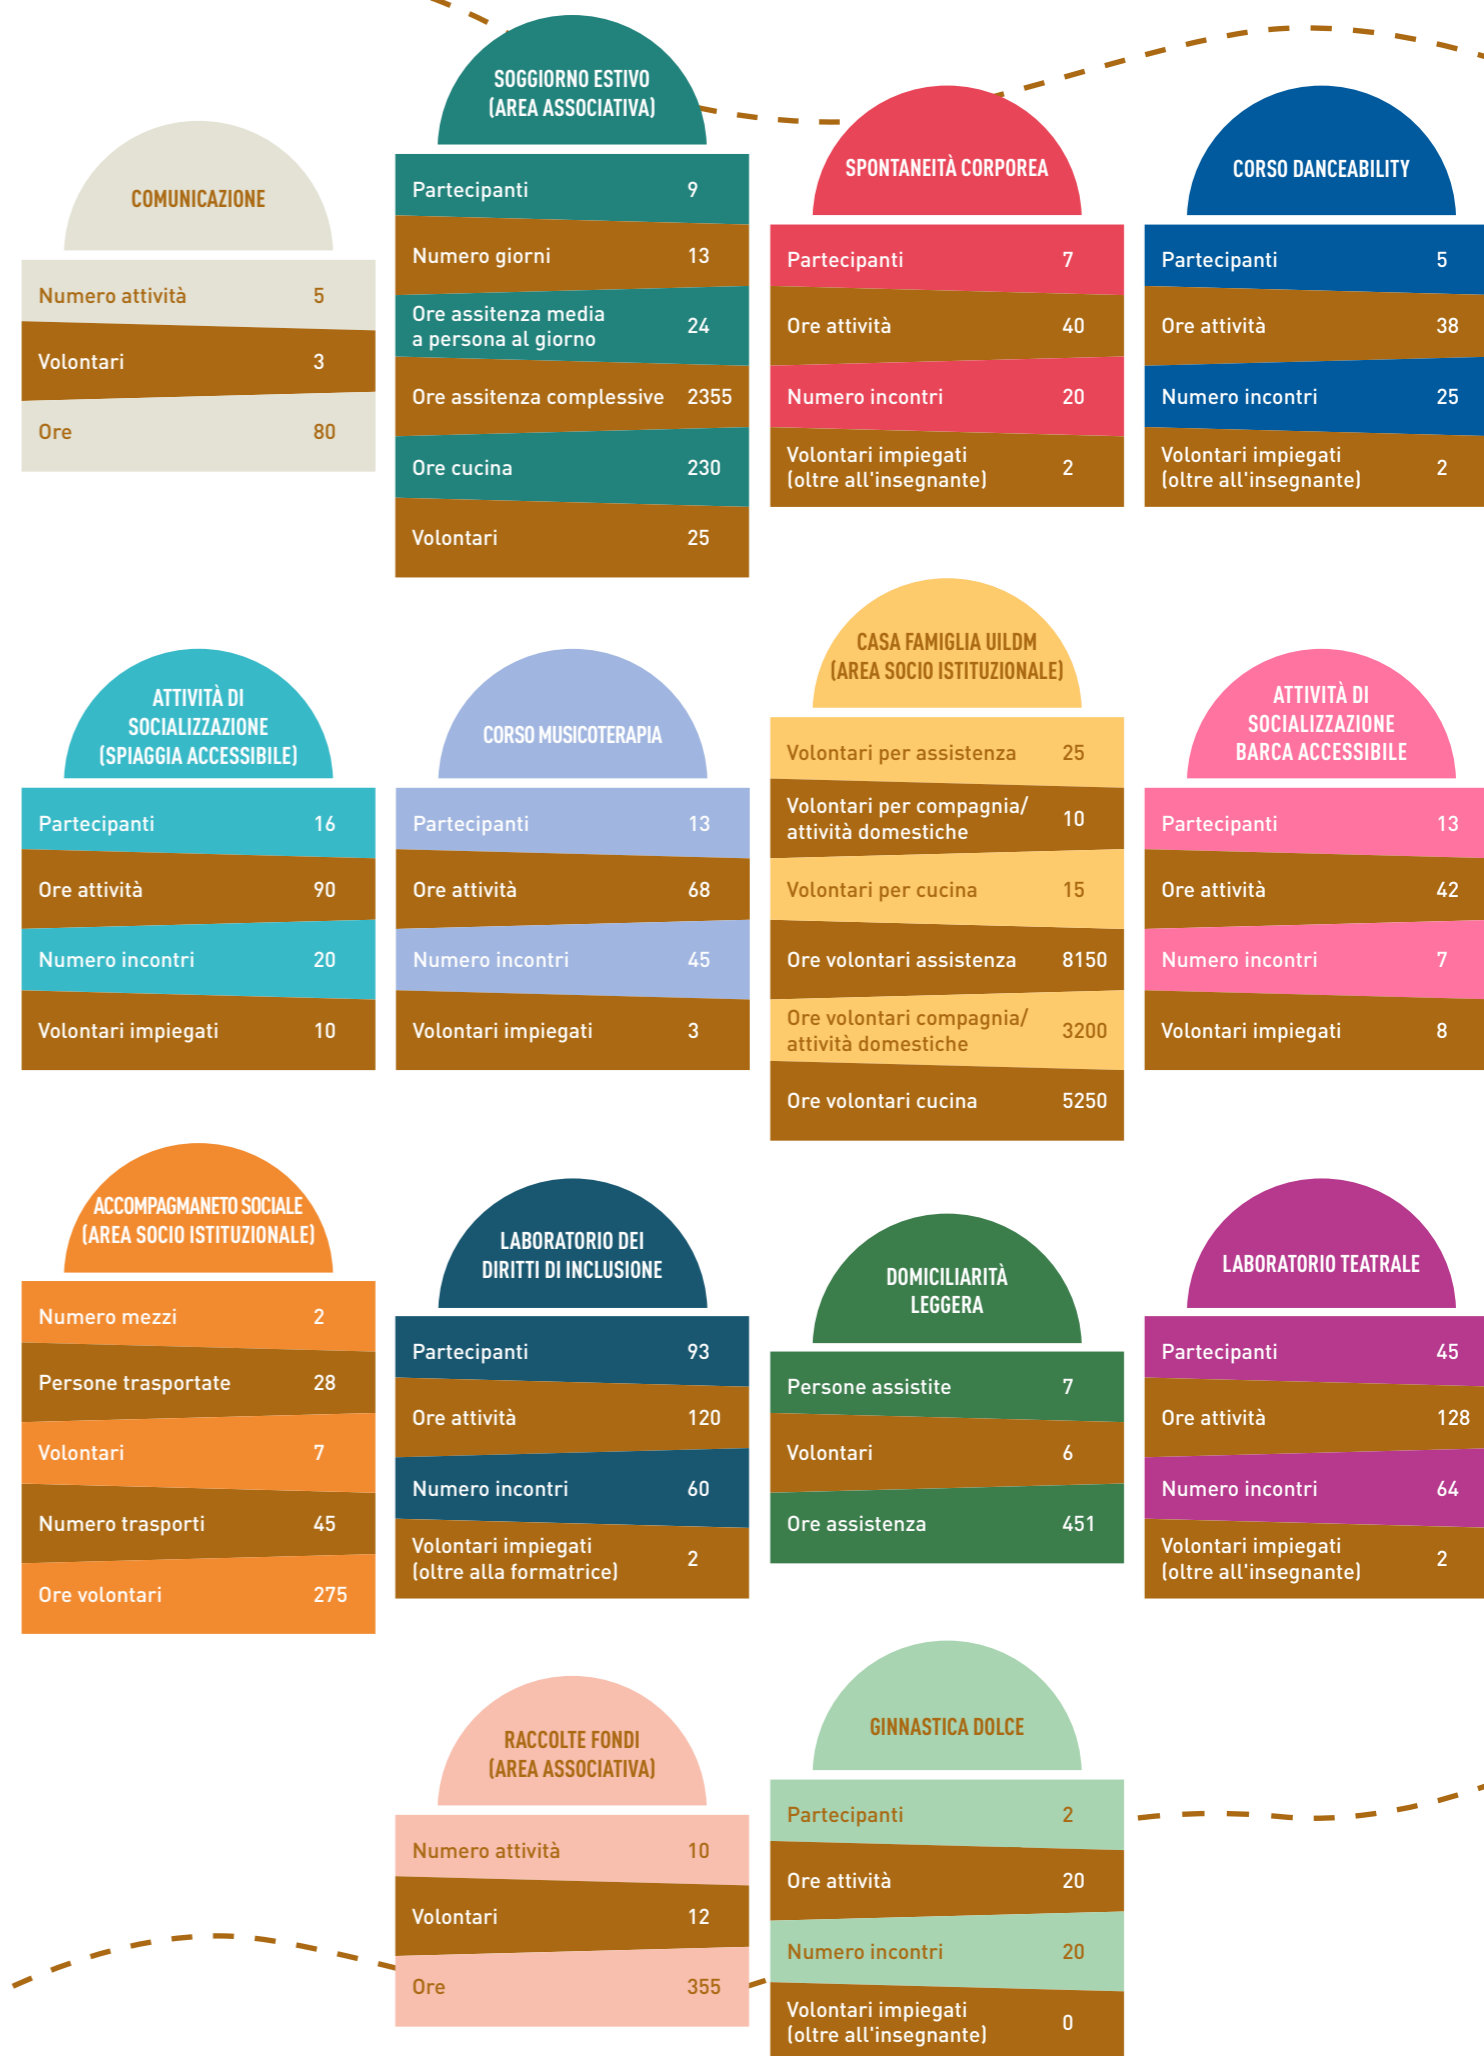 COMUNICAZIONE
Numero attività 5
Volontari 3
Ore 80
SOGGIORNO ESTIVO
(AREA ASSOCIATIVA)
Partecipanti 9
Numero giorni 13
Ore assitenza media
a persona al giorno 24
Ore assitenza complessive 2355
Ore cucina 230
Volontari 25
SPONTANEITÀ CORPOREA
Partecipanti 7
Ore attività 40
Numero incontri 20
Volontari impiegati
(oltre all'insegnante) 2
CORSO DANCEABILITY
Partecipanti 5
Ore attività 38
Numero incontri 25
Volontari impiegati
(oltre all'insegnante) 2
ATTIVITÀ DI
SOCIALIZZAZIONE
(SPIAGGIA ACCESSIBILE)
Partecipanti 16
Ore attività 90
Numero incontri 20
Volontari impiegati 10
CORSO MUSICOTERAPIA
Partecipanti 13
Ore attività 68
Numero incontri 45
Volontari impiegati 3
CASA FAMIGLIA UILDM
(AREA SOCIO ISTITUZIONALE)
Volontari per assistenza 25
Volontari per compagnia/
attività domestiche 10
Volontari per cucina 15
Ore volontari assistenza 8150
Ore volontari compagnia/
attività domestiche 3200
Ore volontari cucina 5250
ATTIVITÀ DI
SOCIALIZZAZIONE
BARCA ACCESSIBILE
Partecipanti 13
Ore attività 42
Numero incontri 7
Volontari impiegati 8
ACCOMPAGMANETO SOCIALE
(AREA SOCIO ISTITUZIONALE)
Numero mezzi 2
Persone trasportate 28
Volontari 7
Numero trasporti 45
Ore volontari 275
LABORATORIO DEI
DIRITTI DI INCLUSIONE
Partecipanti 93
Ore attività 120
Numero incontri 60
Volontari impiegati
(oltre alla formatrice) 2
DOMICILIARITÀ
LEGGERA
Persone assistite 7
Volontari 6
Ore assistenza 451
LABORATORIO TEATRALE
Partecipanti 45
Ore attività 128
Numero incontri 64
Volontari impiegati
(oltre all'insegnante) 2
RACCOLTE FONDI
(AREA ASSOCIATIVA)
Numero attività 10
Volontari 12
Ore 355
GINNASTICA DOLCE
Partecipanti 2
Ore attività 20
Numero incontri 20
Volontari impiegati
(oltre all'insegnante) 0